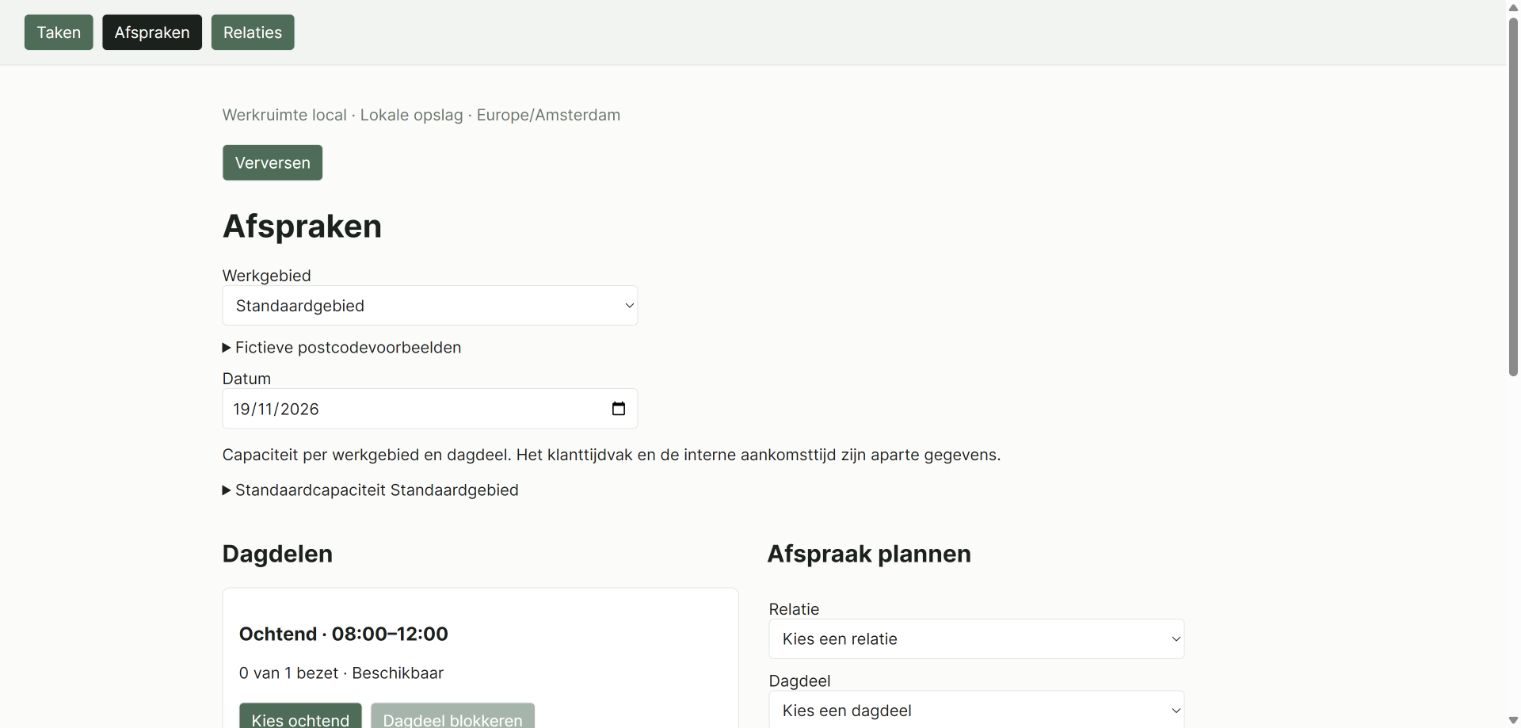 Taken Afspraken Relaties
Werkruimte local · Lokale opslag · Europe/Amsterdam
Verversen
Afspraken
Werkgebied
Standaardgebied
Fictieve postcodevoorbeelden
Datum
19/11/2026
Capaciteit per werkgebied en dagdeel. Het klanttijdvak en de interne aankomsttijd zijn aparte gegevens.
Standaardcapaciteit Standaardgebied
Dagdelen
Ochtend · 08:00–12:00
0 van 1 bezet · Beschikbaar
Kies ochtend Dagdeel blokkeren
Afspraak plannen
Relatie
Kies een relatie
Dagdeel
Kies een dagdeel